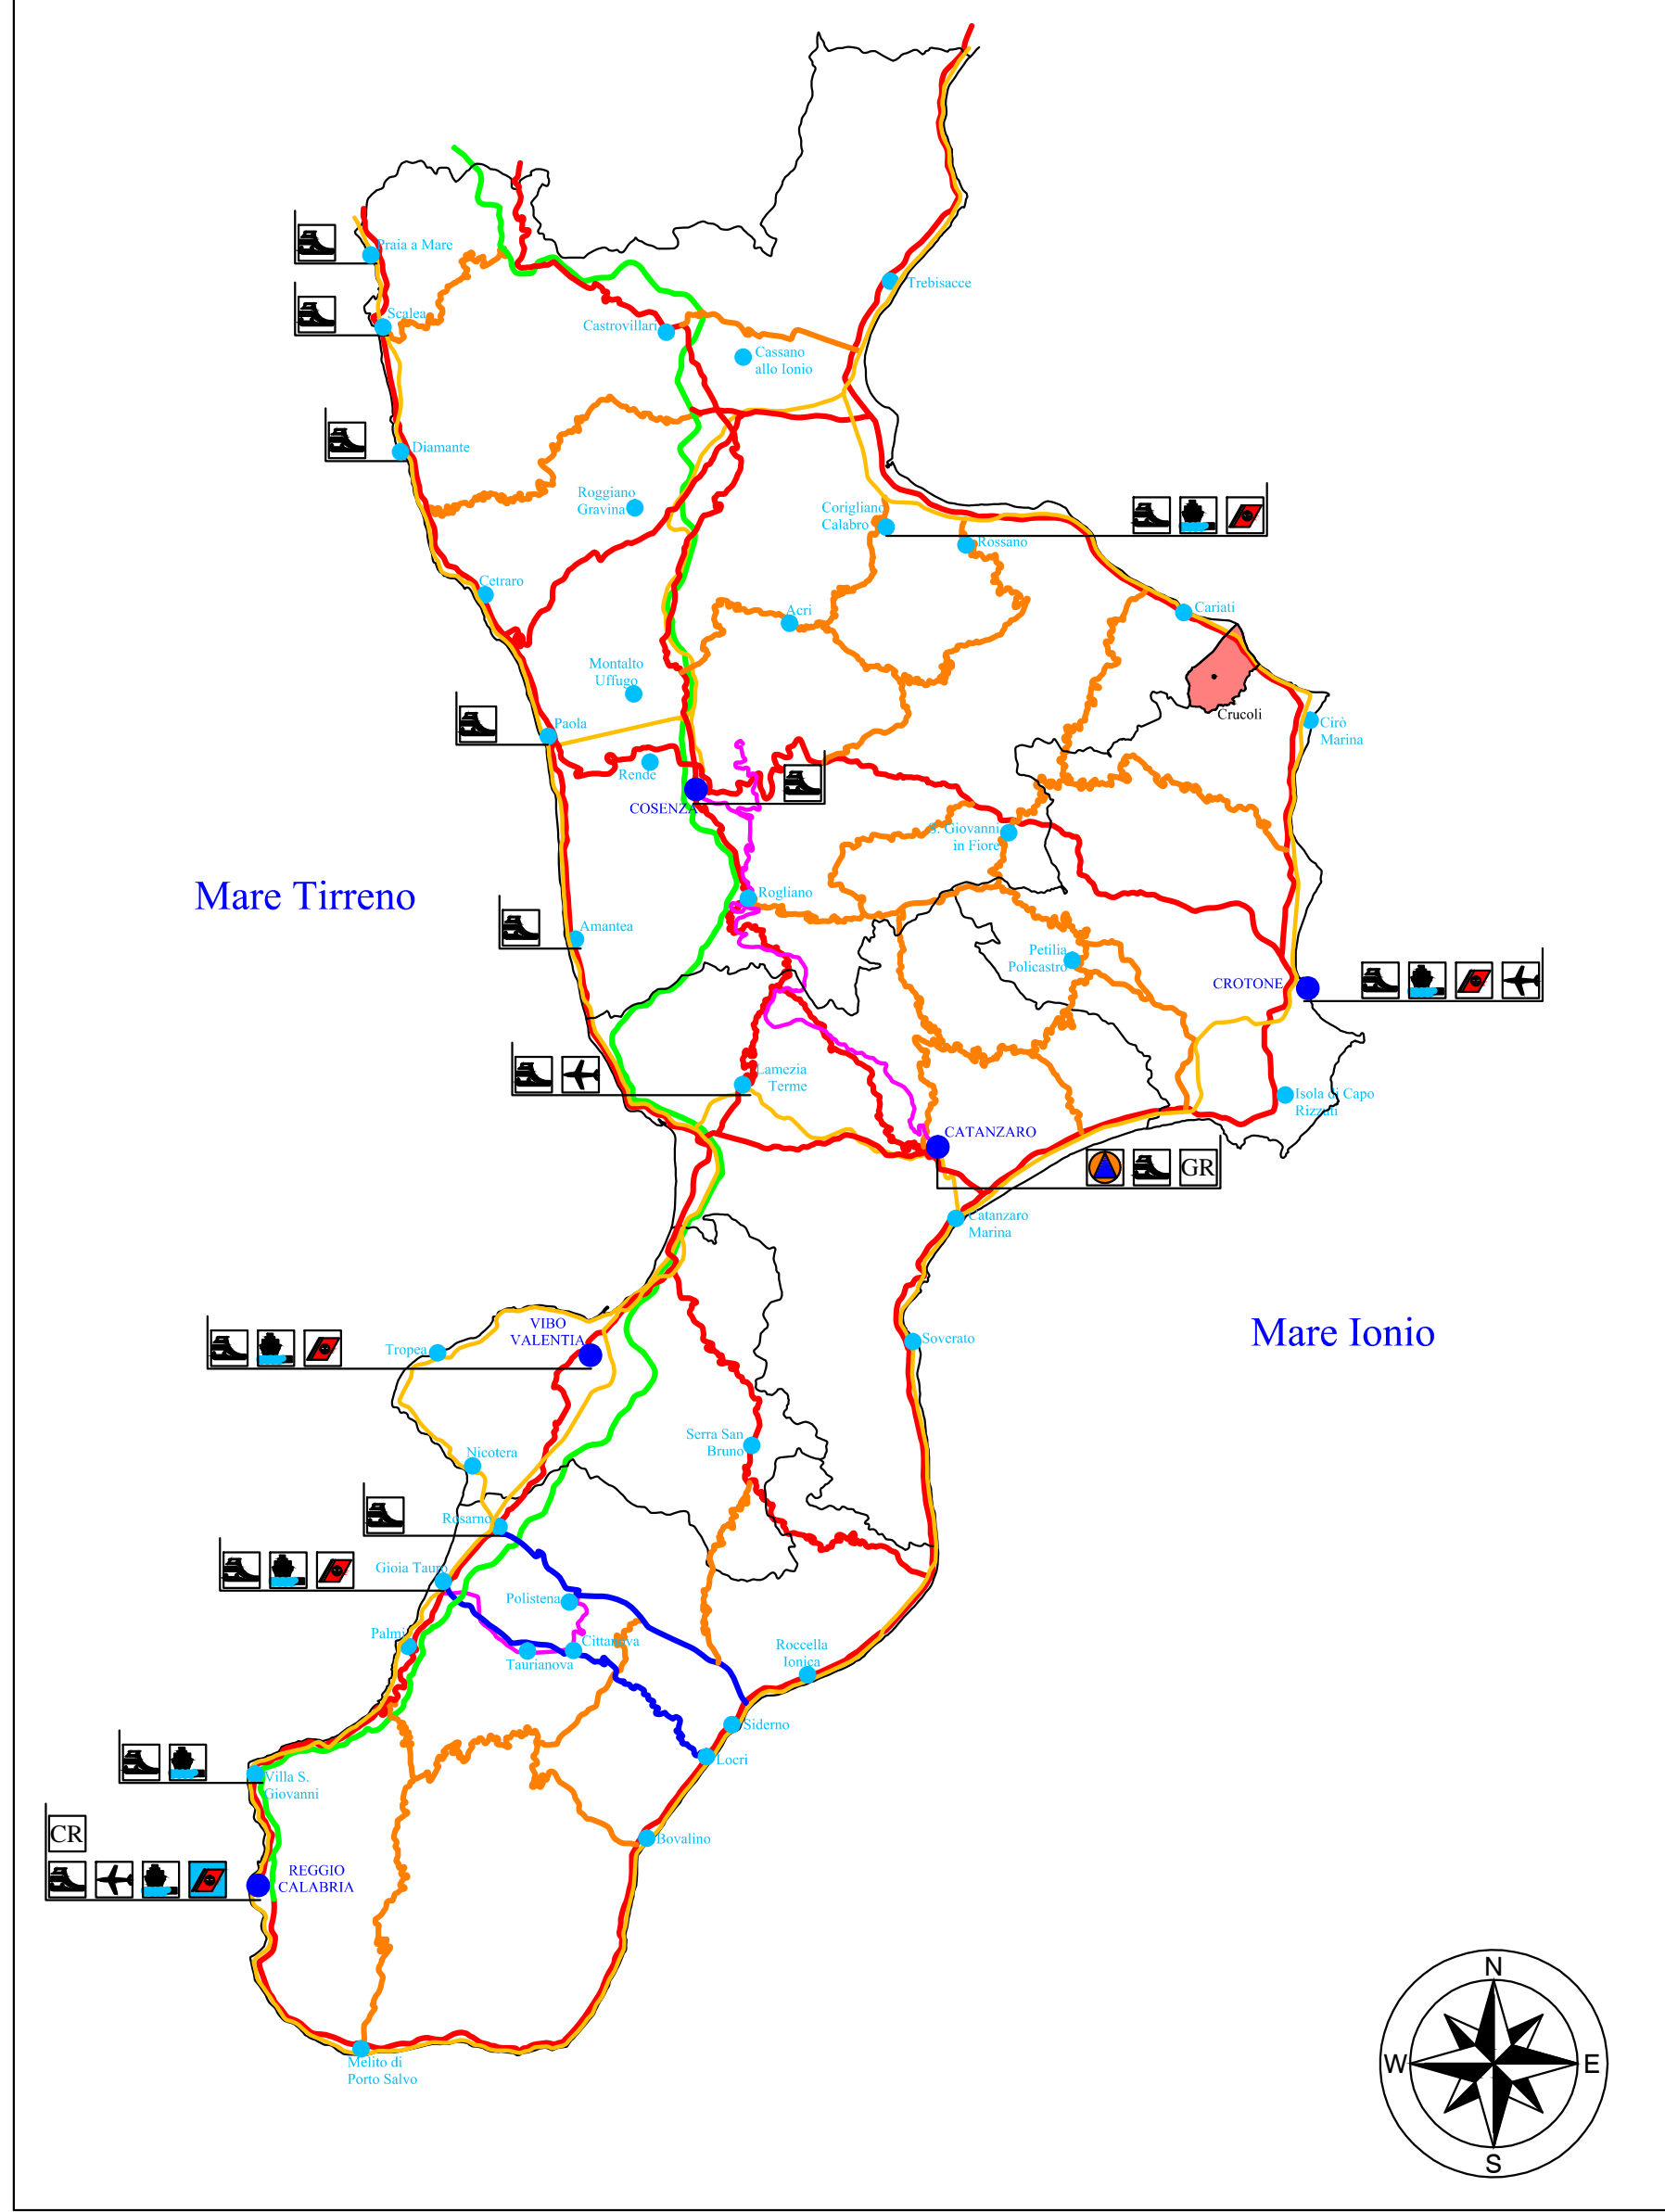 Praia a Mare
Trebisacce
Scalea
Castrovillari
Cassano
allo Ionio
Diamante
Roggiano
Gravina
Corigliano
Calabro
Rossano
Cetraro
Acri
Cariati
Montalto
Uffugo
Crucoli
Paola
Cirò
Marina
Rende
COSENZA
S. Giovanni
in Fiore
Mare Tirreno
Rogliano
Amantea
Petilia
Policastro
CROTONE
Lamezia
Terme
Isola di Capo
Rizzuti
CATANZARO
GR
Catanzaro
Marina
Mare Ionio
VIBO
VALENTIA
Tropea
Soverato
Serra San
Bruno
Nicotera
Rosarno
Gioia Tauro
Polistena
Palmi
Cittanova
Taurianova
Roccella
Ionica
Siderno
Locri
Villa S.
Giovanni
Bovalino
CR
REGGIO
CALABRIA
Melito di
Porto Salvo
N
W
E
S